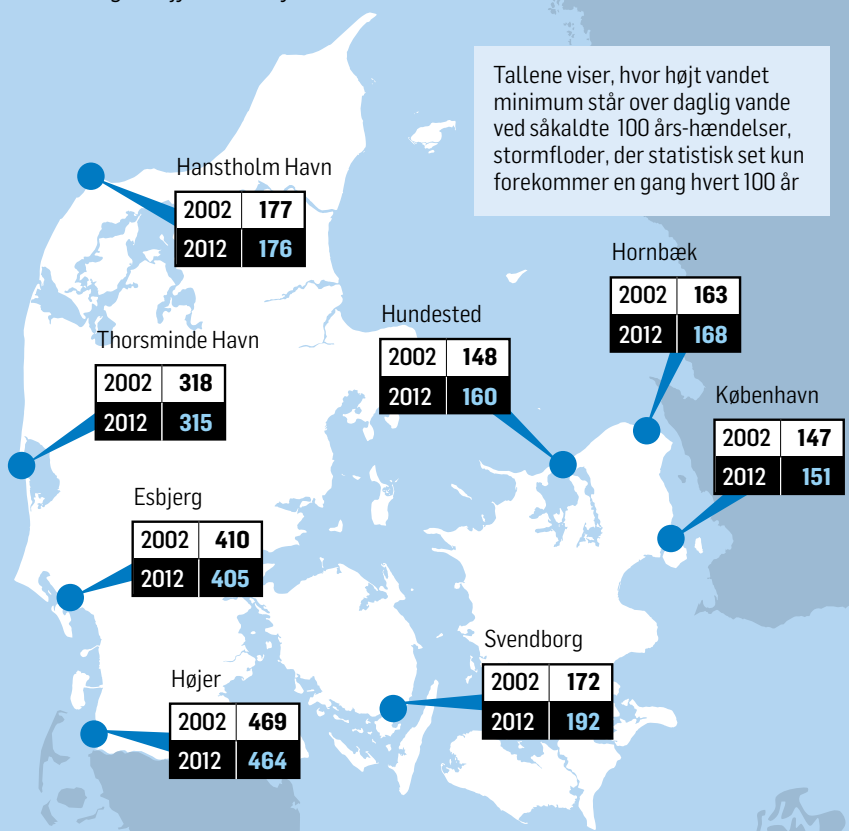 Tallene viser, hvor højt vandet
minimum står over daglig vande
ved såkaldte 100 års-hændelser,
stormfloder, der statistisk set kun
forekommer en gang hvert 100 år
Hanstholm Havn
2002 177
2012 176
Hornbæk
2002 163
2012 168
Hundested
2002 148
2012 160
Thorsminde Havn
2002 318
2012 315
København
2002 147
2012 151
Esbjerg
2002 410
2012 405
Svendborg
2002 172
2012 192
Højer
2002 469
2012 464